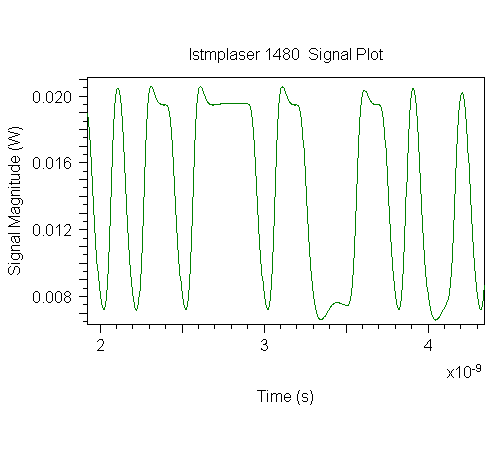 lstmplaser 1480  Signal Plot
0.020
0.016
0.012
0.008
Signal Magnitude (W)
2 3 4
x10-9
Time (s)